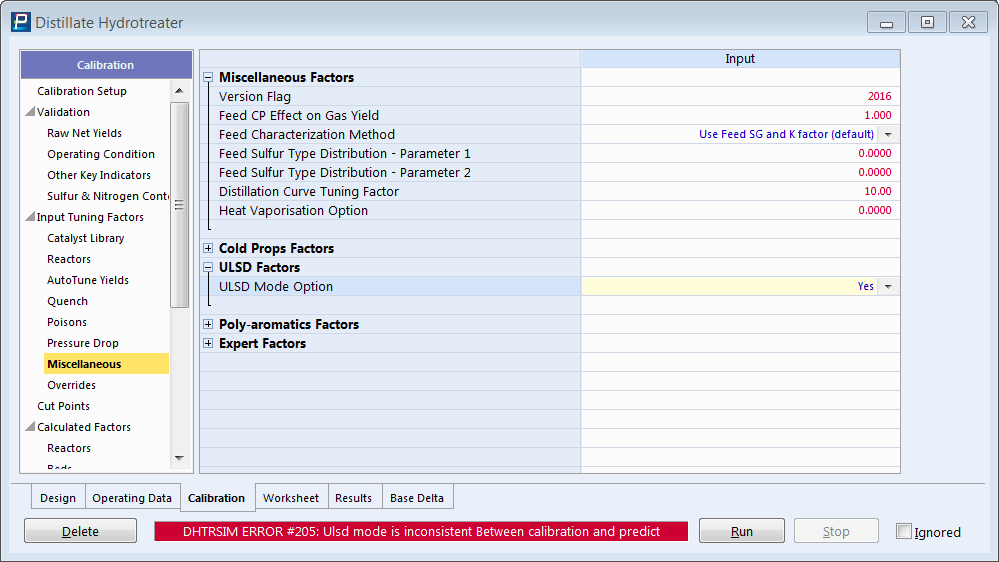 Distillate Hydrotreater
Calibration
Calibration Setup
Validation
Raw Net Yields
Operating Condition
Other Key Indicators
Sulfur & Nitrogen Conte
Input Tuning Factors
Catalyst Library
Reactors
AutoTune Yields
Quench
Poisons
Pressure Drop
Miscellaneous
Overrides
Cut Points
Calculated Factors
Reactors
Beds
Input
Miscellaneous Factors
Version Flag 2016
Feed CP Effect on Gas Yield 1.000
Feed Characterization Method Use Feed SG and K factor (default)
Feed Sulfur Type Distribution - Parameter 1 0.0000
Feed Sulfur Type Distribution - Parameter 2 0.0000
Distillation Curve Tuning Factor 10.00
Heat Vaporisation Option 0.0000
Cold Props Factors
ULSD Factors
ULSD Mode Option Yes
Poly-aromatics Factors
Expert Factors
Design Operating Data Calibration Worksheet Results Base Delta
Delete DHTRSIM ERROR #205: Ulsd mode is inconsistent Between calibration and predict Run Stop Ignored